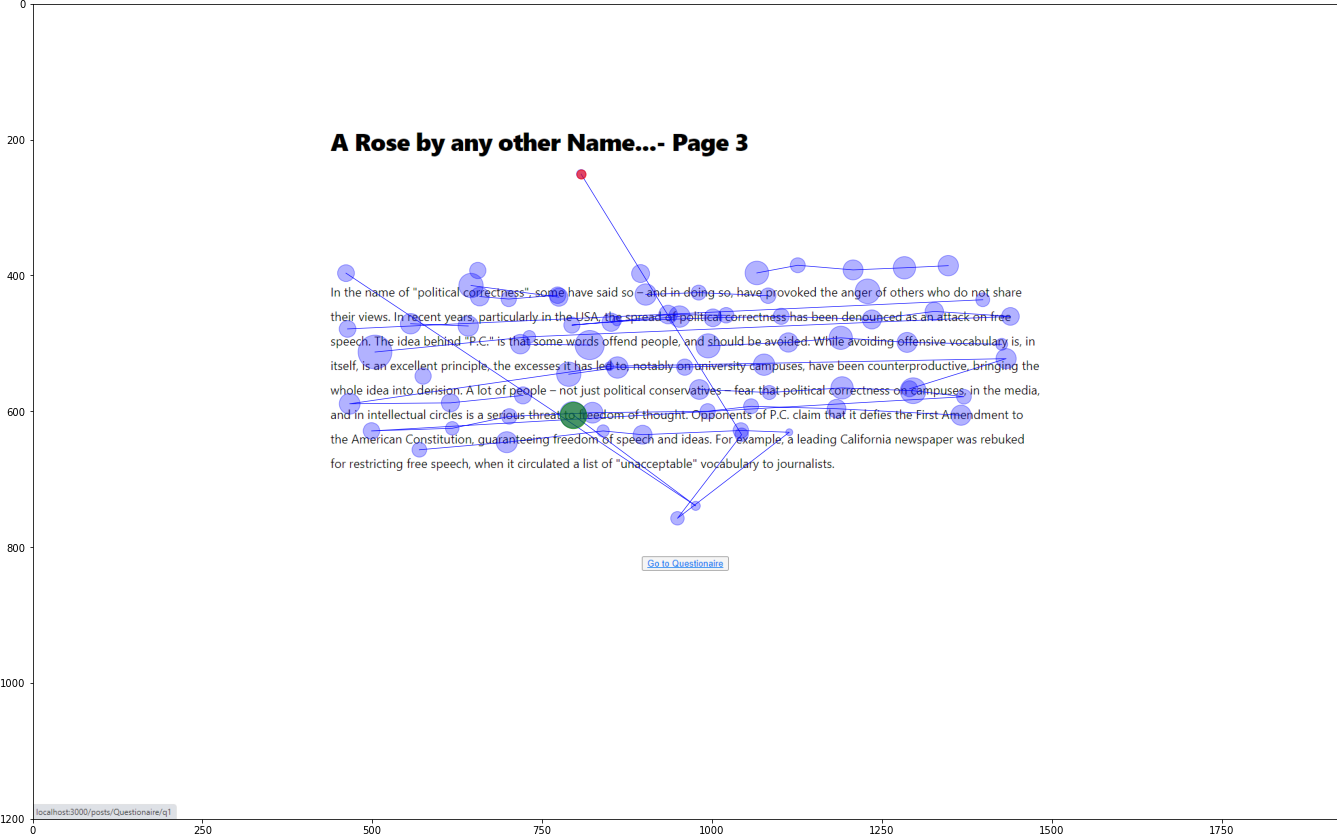 0
200
A Rose by any other Name...- Page 3
400
In the name of "political correctness", some have said so – and in doing so, have provoked the anger of others who do not share
their views. In recent years, particularly in the USA, the spread of political correctness has been denounced as an attack on free
speech. The idea behind "P.C." is that some words offend people, and should be avoided. While avoiding offensive vocabulary is, in
itself, is an excellent principle, the excesses it has led to, notably on university campuses, have been counterproductive, bringing the
whole idea into derision. A lot of people – not just political conservatives – fear that political correctness on campuses, in the media,
600
and in intellectual circles is a serious threat to freedom of thought. Opponents of P.C. claim that it defies the First Amendment to
the American Constitution, guaranteeing freedom of speech and ideas. For example, a leading California newspaper was rebuked
for restricting free speech, when it circulated a list of "unacceptable" vocabulary to journalists.
800
Go to Questionaire
1000
localhost:3000/posts/Questionaire/q1
1200
0 250 500 750 1000 1250 1500 1750